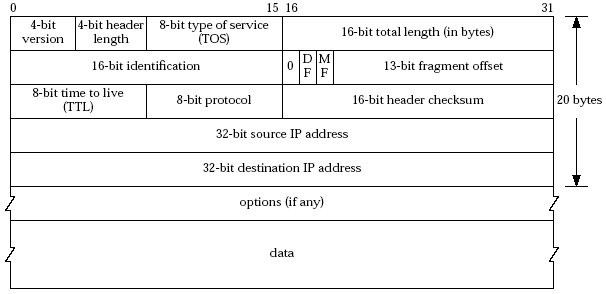 0 15 16 31
4-bit version 4-bit header length 8-bit type of service (TOS) 16-bit total length (in bytes)
16-bit identification 0 D F M F 13-bit fragment offset
8-bit time to live (TTL) 8-bit protocol 16-bit header checksum
20 bytes
32-bit source IP address
32-bit destination IP address
options (if any)
data